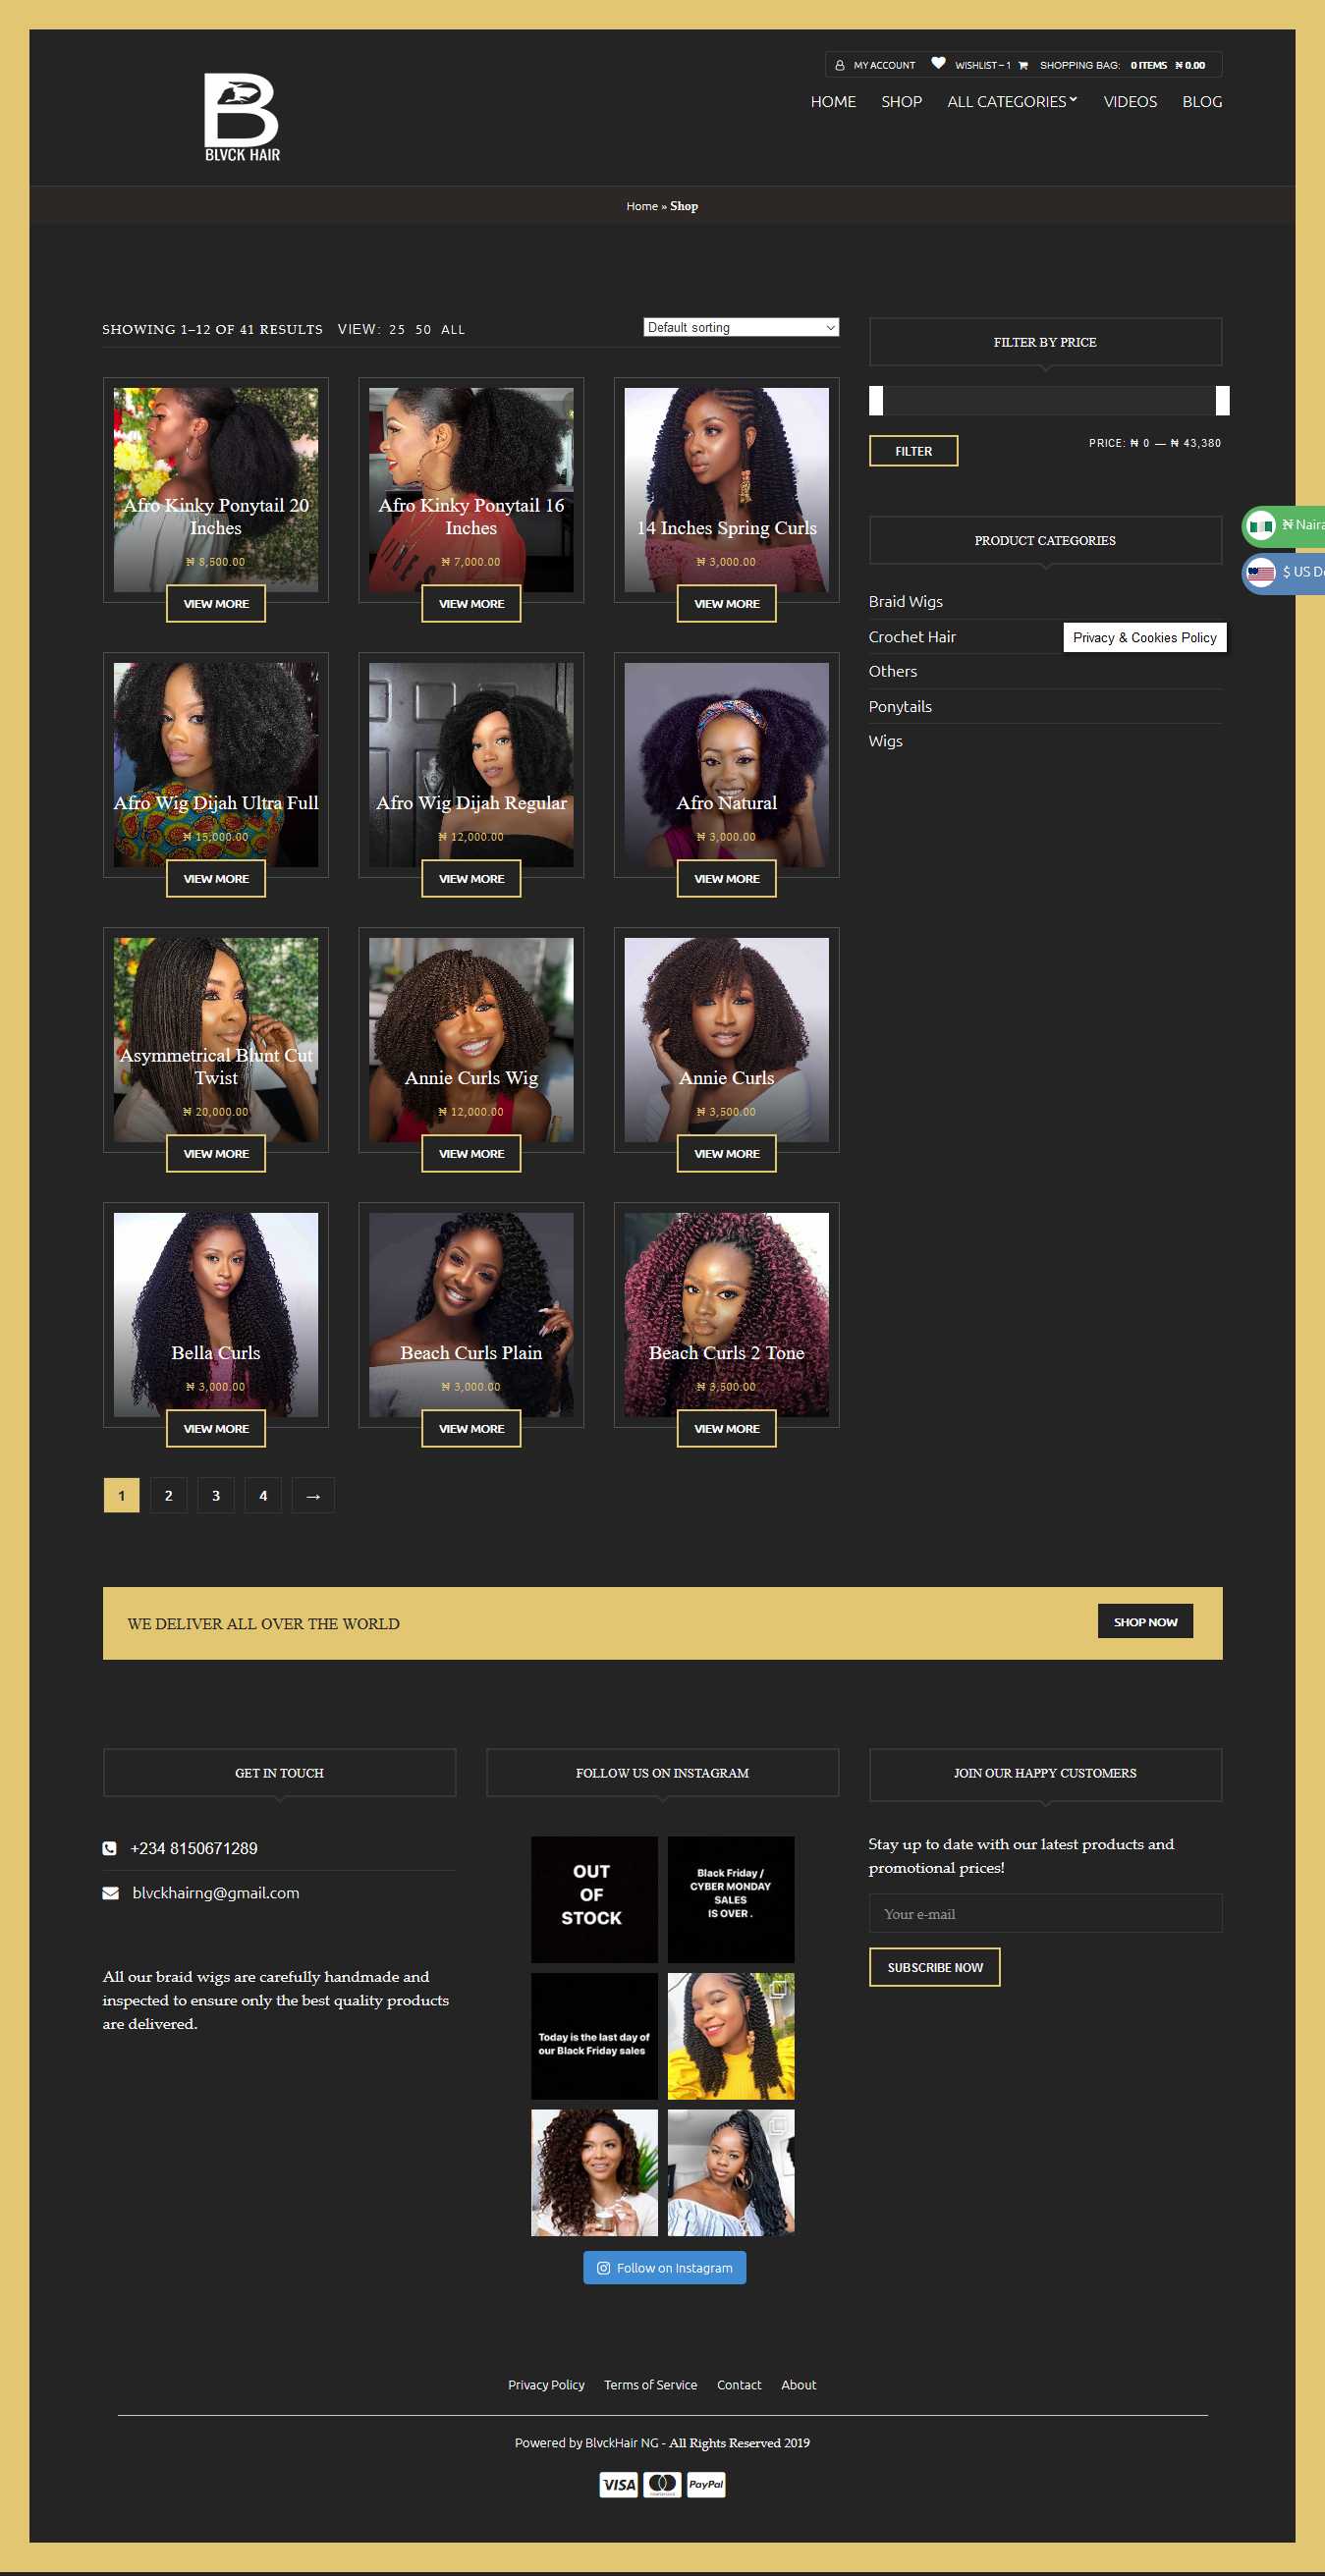 MY ACCOUNT WISHLIST – 1 SHOPPING BAG: 0 ITEMS ₦ 0.00
B
BLVCK HAIR
HOME SHOP ALL CATEGORIES VIDEOS BLOG
Home » Shop
SHOWING 1–12 OF 41 RESULTS VIEW: 25 50 ALL
Default sorting
Afro Kinky Ponytail 20
Inches
₦ 8,500.00
VIEW MORE
Afro Kinky Ponytail 16
Inches
₦ 7,000.00
VIEW MORE
14 Inches Spring Curls
₦ 3,000.00
VIEW MORE
Afro Wig Dijah Ultra Full
₦ 15,000.00
VIEW MORE
Afro Wig Dijah Regular
₦ 12,000.00
VIEW MORE
Afro Natural
₦ 3,000.00
VIEW MORE
Asymmetrical Blunt Cut
Twist
₦ 20,000.00
VIEW MORE
Annie Curls Wig
₦ 12,000.00
VIEW MORE
Annie Curls
₦ 3,500.00
VIEW MORE
Bella Curls
₦ 3,000.00
VIEW MORE
Beach Curls Plain
₦ 3,000.00
VIEW MORE
Beach Curls 2 Tone
₦ 3,500.00
VIEW MORE
1 2 3 4 →
FILTER BY PRICE
FILTER
PRICE: ₦ 0 — ₦ 43,380
PRODUCT CATEGORIES
Braid Wigs
Crochet Hair
Others
Ponytails
Wigs
₦ Naira
$ US D
Privacy & Cookies Policy
WE DELIVER ALL OVER THE WORLD
SHOP NOW
GET IN TOUCH
+234 8150671289
blvckhairng@gmail.com
All our braid wigs are carefully handmade and
inspected to ensure only the best quality products
are delivered.
FOLLOW US ON INSTAGRAM
OUT
OF
STOCK
Black Friday /
CYBER MONDAY
SALES
IS OVER .
Today is the last day of
our Black Friday sales
Follow on Instagram
JOIN OUR HAPPY CUSTOMERS
Stay up to date with our latest products and
promotional prices!
Your e-mail
SUBSCRIBE NOW
Privacy Policy Terms of Service Contact About
Powered by BlvckHair NG - All Rights Reserved 2019
VISA PayPal